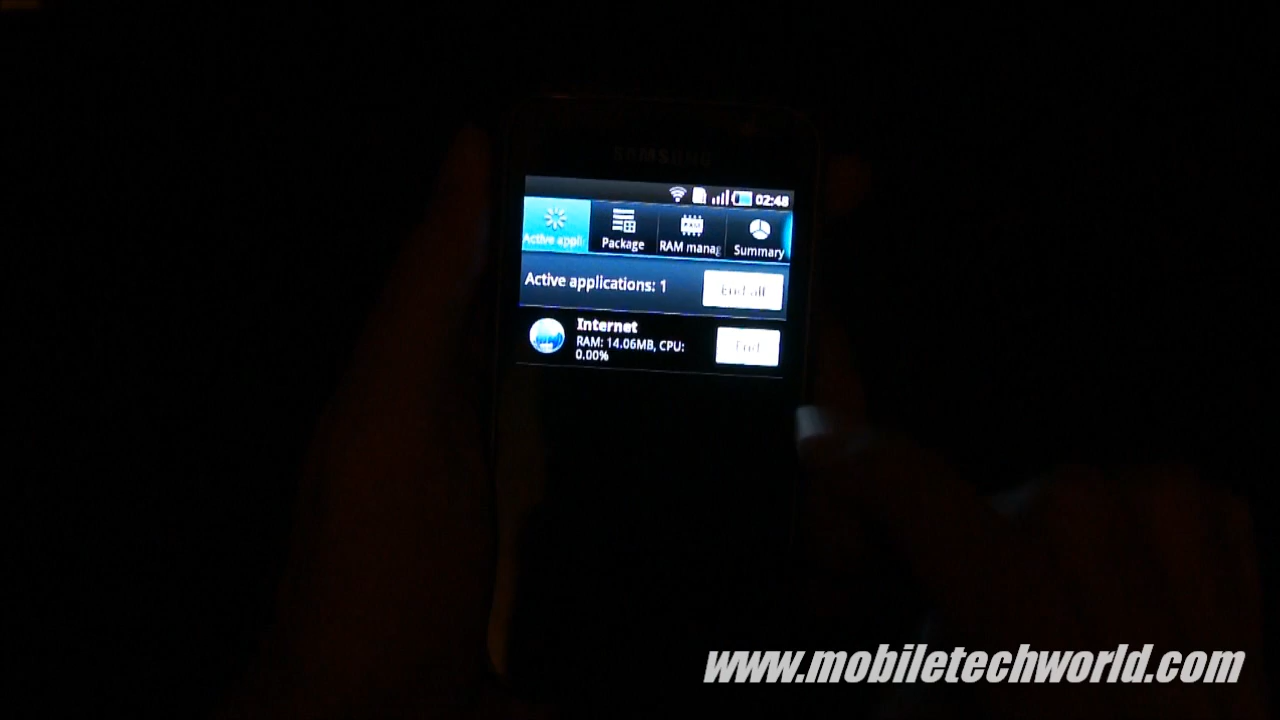 SAMSUNG
02:48
Active appli
Package
RAM manag
Summary
Active applications: 1
End all
Internet
RAM: 14.06MB, CPU:
0.00%
End
www.mobiletechworld.com